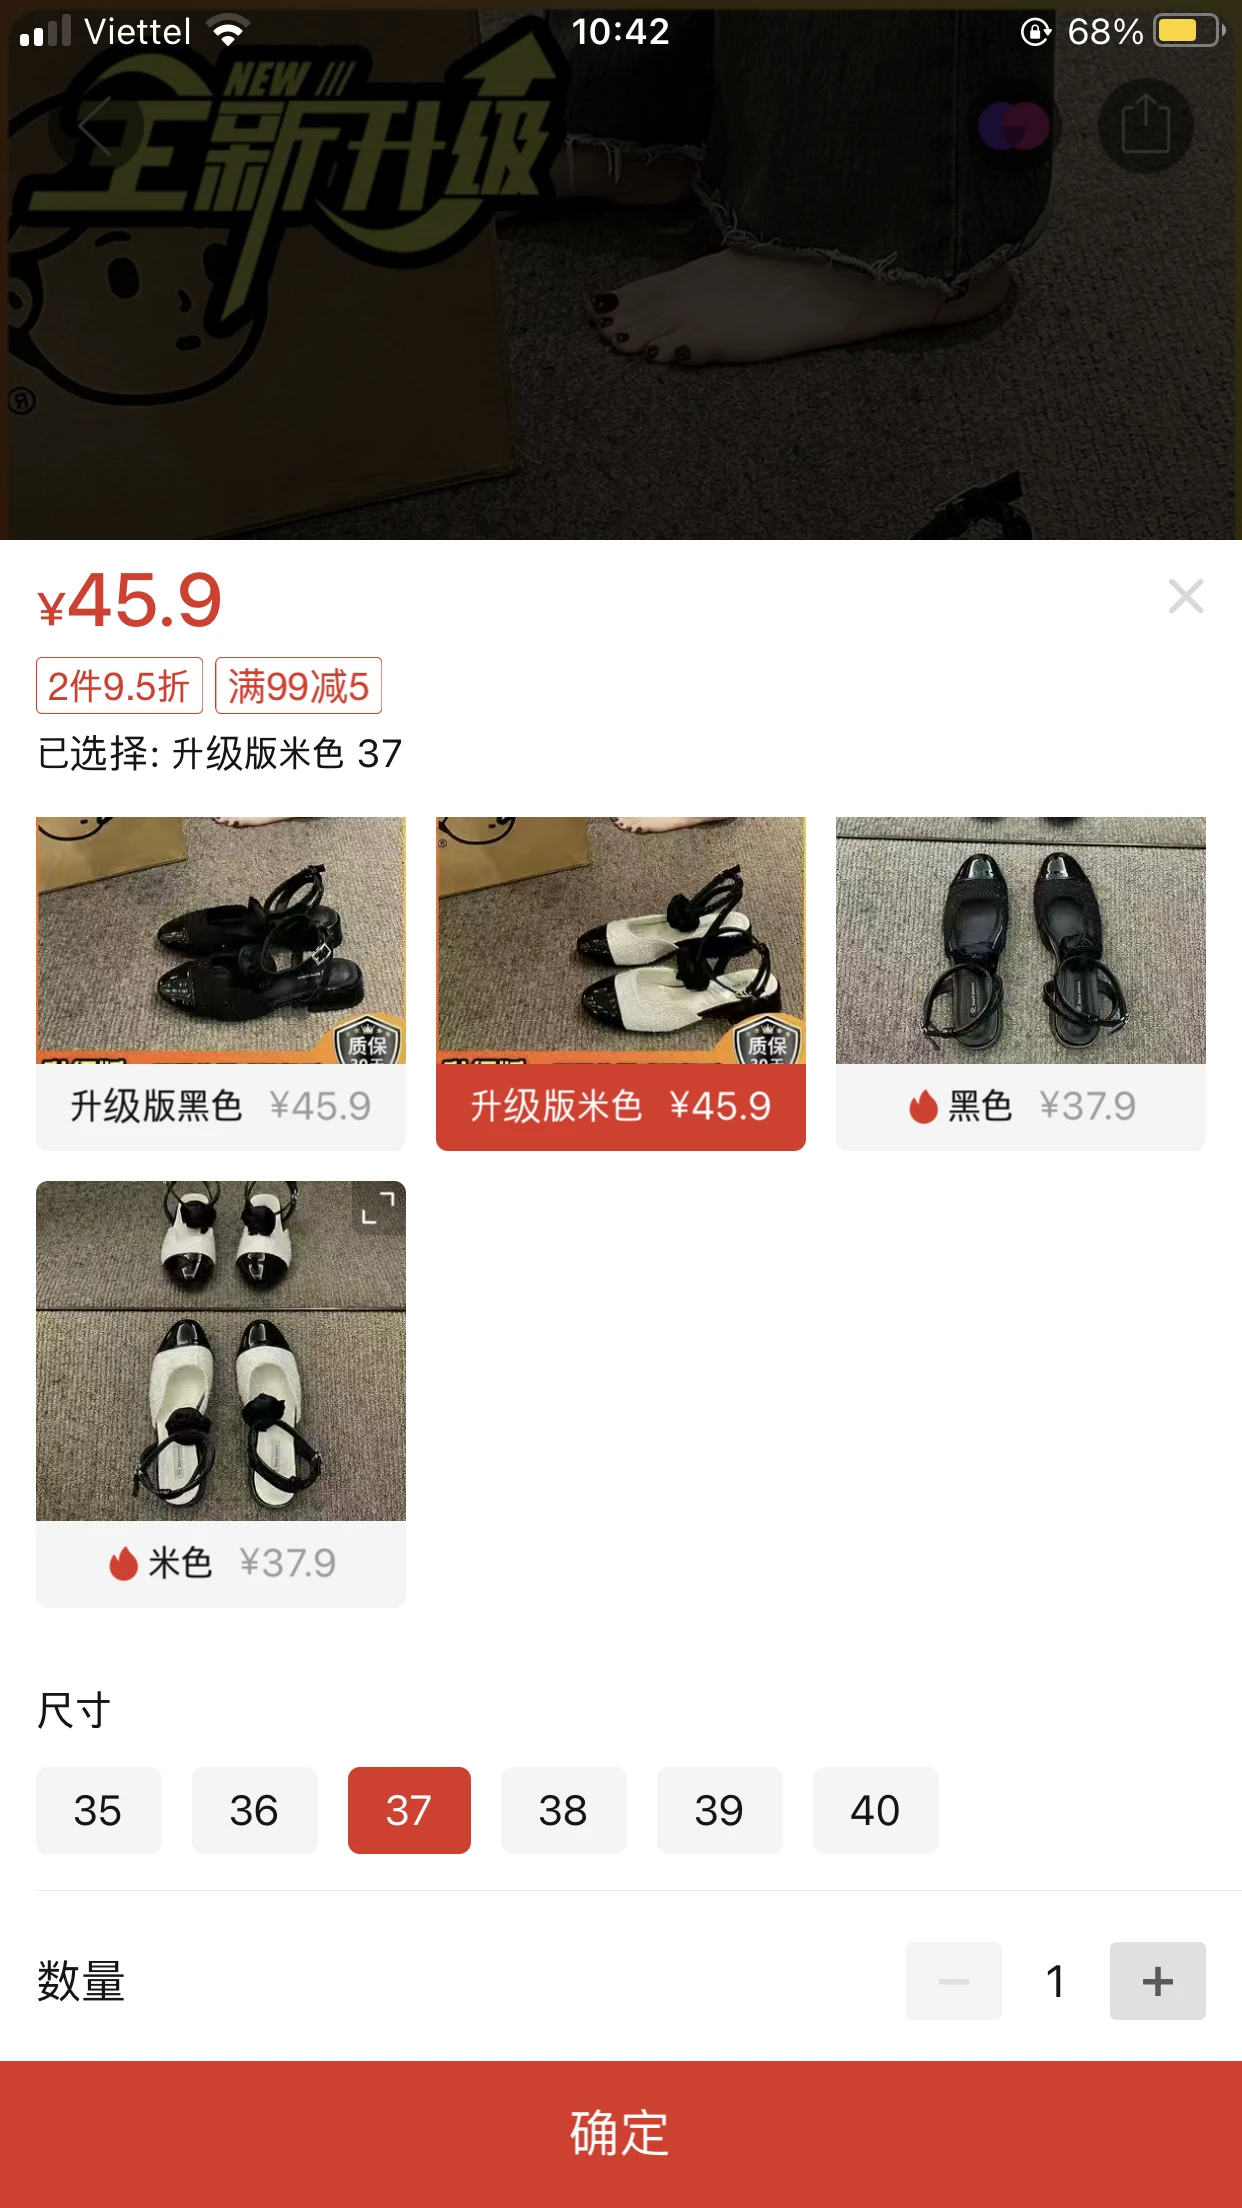 Viettel
10:42
68%
NEW
全新升级
®
¥45.9
2件9.5折
满99减5
已选择: 升级版米色 37
质保
质保
升级版黑色 ¥45.9
升级版米色 ¥45.9
黑色 ¥37.9
米色 ¥37.9
尺寸
35 36 37 38 39 40
数量
1
确定